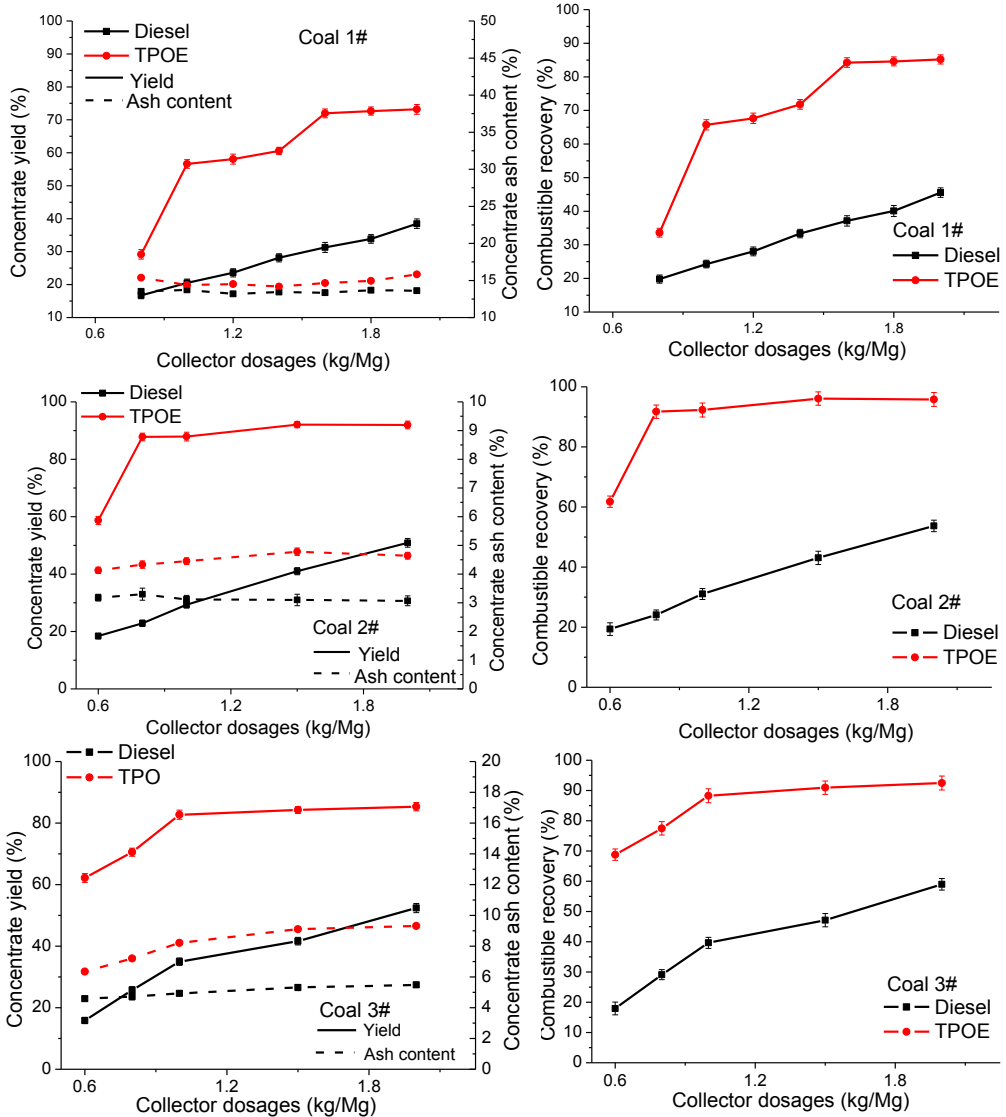 Diesel
TPOE
Yield
Ash content
Coal 1#
100
90
80
70
60
50
40
30
20
10
Concentrate yield (%)
50
45
40
35
30
25
20
15
10
Concentrate ash content (%)
0.6 1.2 1.8
Collector dosages (kg/Mg)
100
90
80
70
60
50
40
30
20
10
Combustible recovery (%)
Coal 1#
Diesel
TPOE
0.6 1.2 1.8
Collector dosages (kg/Mg)
Diesel
TPOE
100
80
60
40
20
0
Concentrate yield (%)
10
9
8
7
6
5
4
3
2
1
0
Concentrate ash content (%)
Coal 2#
Yield
Ash content
0.6 1.2 1.8
Collector dosages (kg/Mg)
100
80
60
40
20
0
Combustible recovery (%)
Coal 2#
Diesel
TPOE
0.6 1.2 1.8
Collector dosages (kg/Mg)
Diesel
TPO
100
80
60
40
20
0
Concentrate yield (%)
20
18
16
14
12
10
8
6
4
2
0
Concentrate ash content (%)
Coal 3#
Yield
Ash content
0.6 1.2 1.8
Collector dosages (kg/Mg)
100
90
80
70
60
50
40
30
20
10
0
Combustible recovery (%)
Coal 3#
Diesel
TPOE
0.6 1.2 1.8
Collector dosages (kg/Mg)